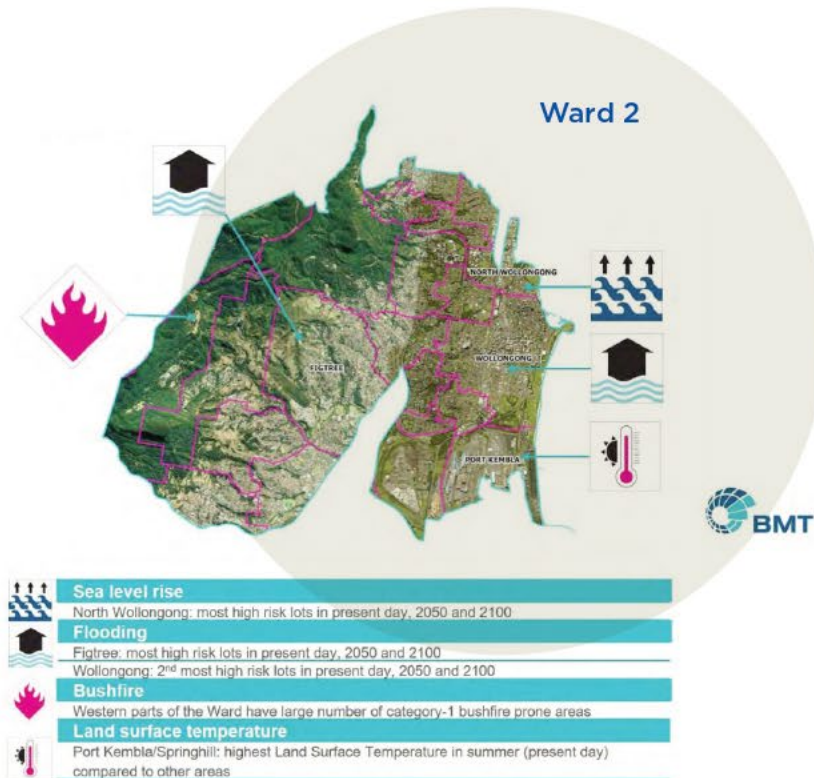 Ward 2
NORTH WOLLONGONG
WOLLONGONG
FIGTREE
PORT KEMBLA
BMT
Sea level rise
North Wollongong: most high risk lots in present day, 2050 and 2100
Flooding
Figtree: most high risk lots in present day, 2050 and 2100
Wollongong: 2nd most high risk lots in present day, 2050 and 2100
Bushfire
Western parts of the Ward have large number of category-1 bushfire prone areas
Land surface temperature
Port Kembla/Springhill: highest Land Surface Temperature in summer (present day)
compared to other areas